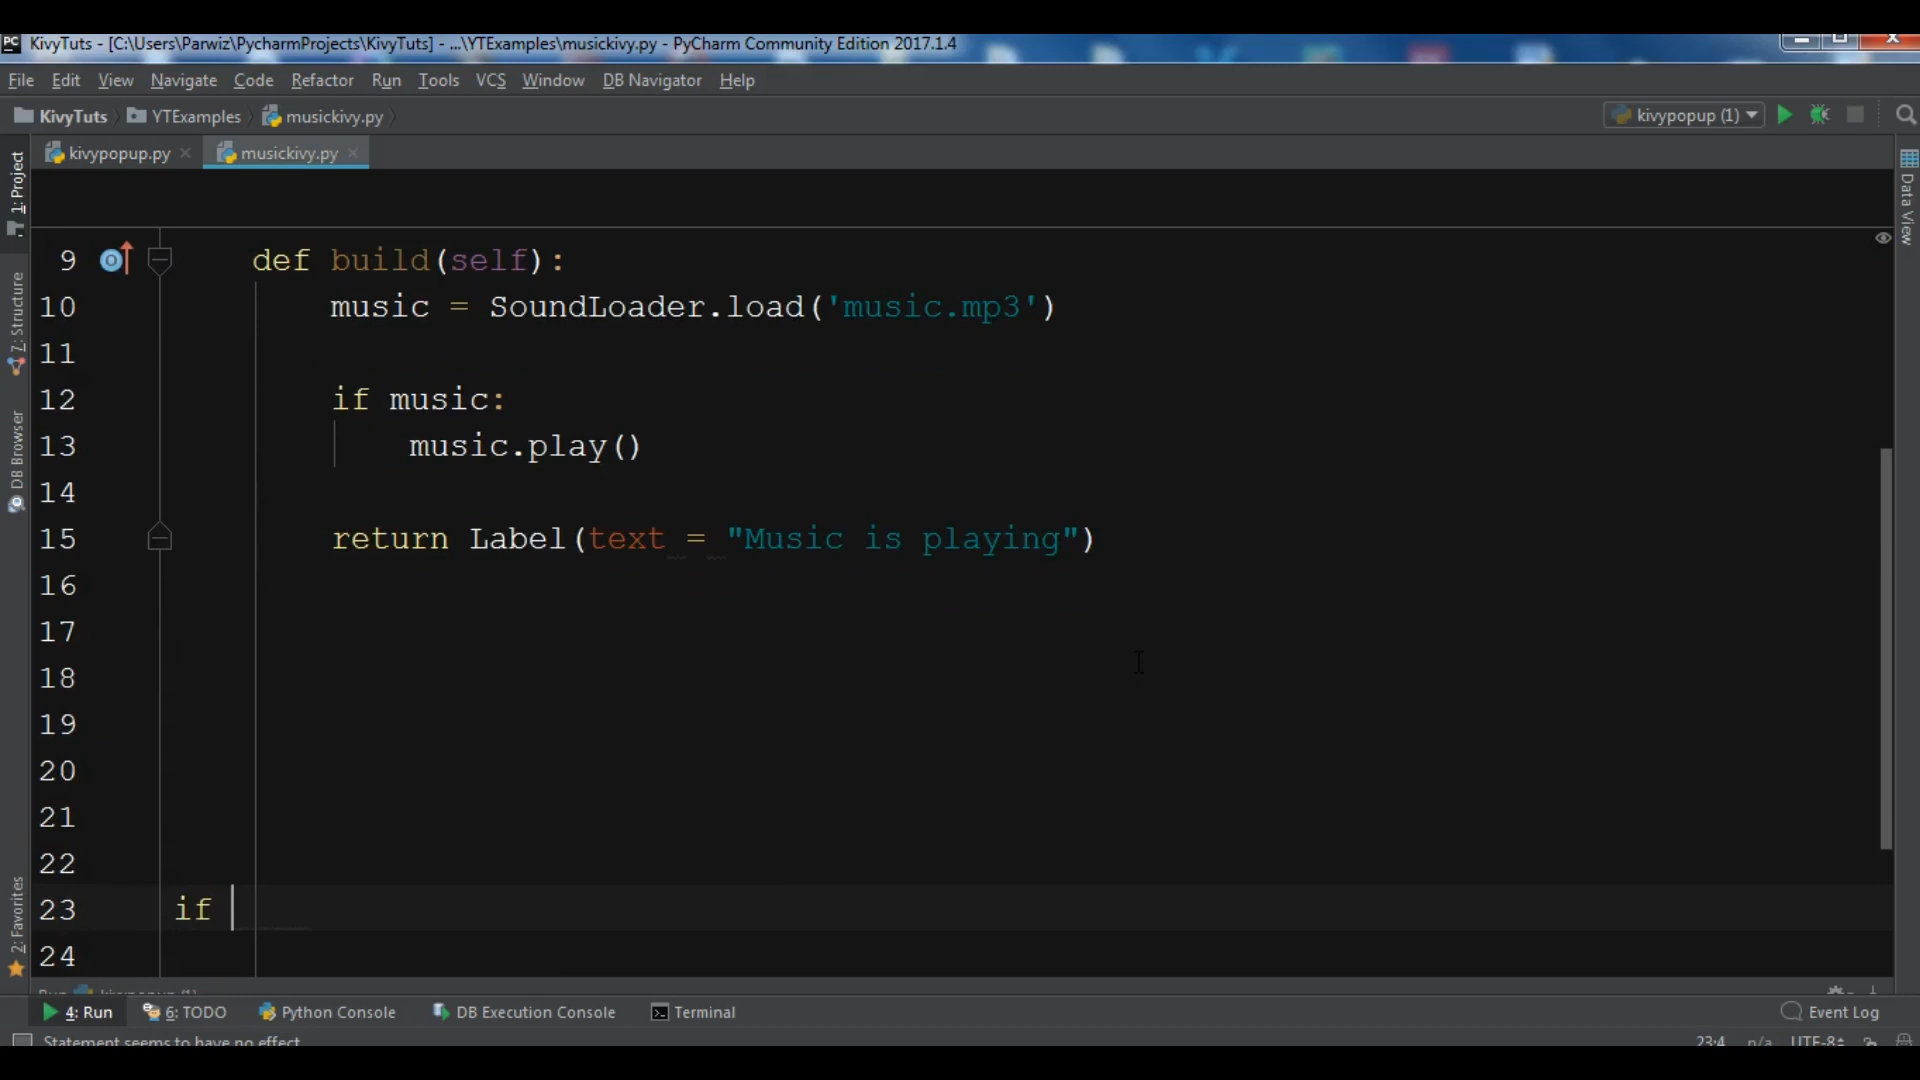 PC KivyTuts - [C:\Users\Parwiz\PycharmProjects\KivyTuts] - ...\YTExamples\musickivy.py - PyCharm Community Edition 2017.1.4
File Edit View Navigate Code Refactor Run Tools VCS Window DB Navigator Help
KivyTuts YTExamples musickivy.py kivypopup (1)
kivypopup.py musickivy.py
1: Project
7: Structure
DB Browser
2: Favorites
Data View
9 def build(self):
10 music = SoundLoader.load('music.mp3')
11
12 if music:
13 music.play()
14
15 return Label(text = "Music is playing")
16
17
18
19
20
21
22
23 if
24
4: Run 6: TODO Python Console DB Execution Console Terminal Event Log
Statement seems to have no effect 23:4 n/a UTF-8